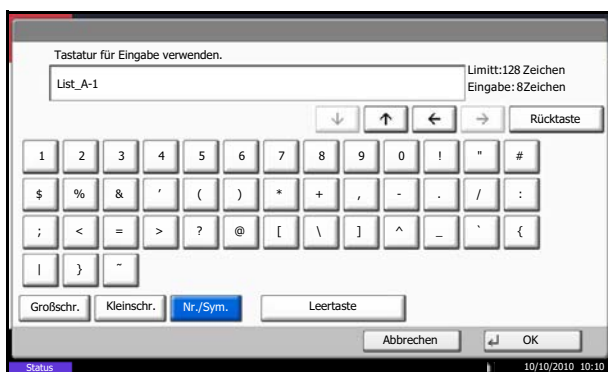 Tastatur für Eingabe verwenden.
Limitt:128 Zeichen
List_A-1
Eingabe: 8Zeichen
Rücktaste
1 2 3 4 5 6 7 8 9 0 ! " #
$ % & ' ( ) * + , - . / :
; < = > ? @ [ \ ] ^ _ ` {
| } ~
Großschr. Kleinschr. Nr./Sym. Leertaste
Abbrechen OK
Status 10/10/2010 10:10